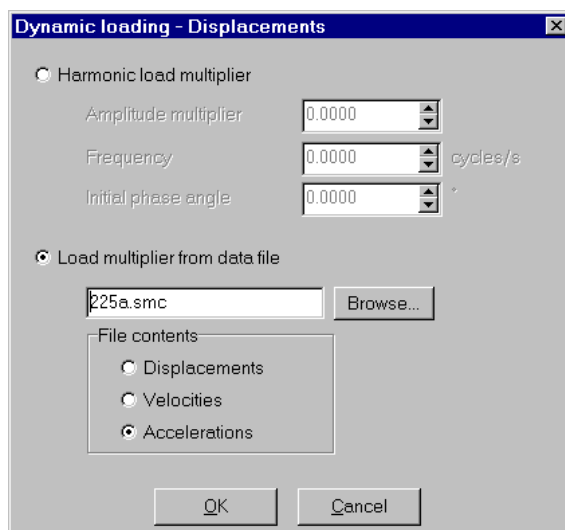 Dynamic loading - Displacements
Harmonic load multiplier
Amplitude multiplier 0.0000
Frequency 0.0000 cycles/s
Initial phase angle 0.0000 °
Load multiplier from data file
225a.smc Browse...
File contents
Displacements
Velocities
Accelerations
OK Cancel